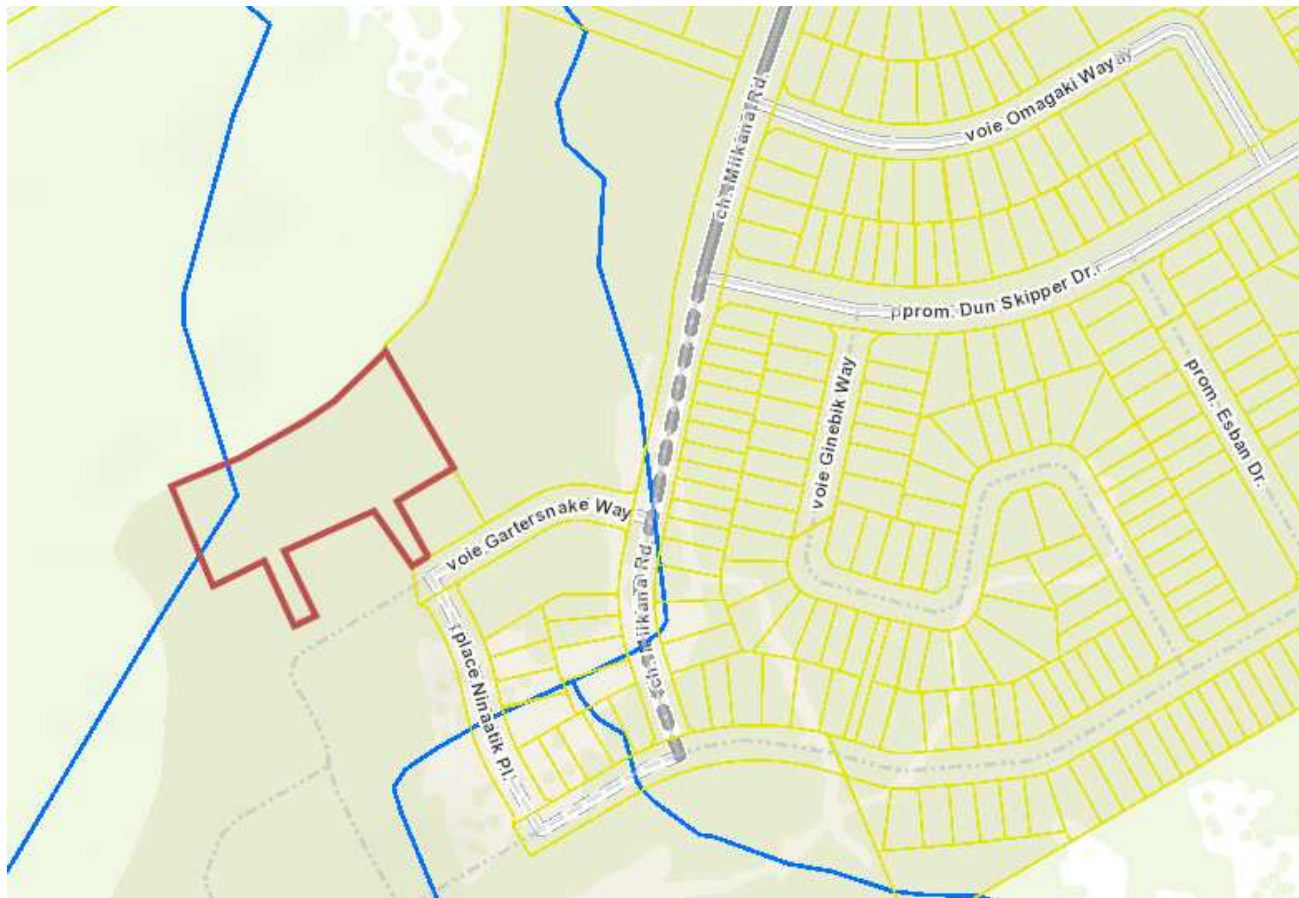 voie Omagaki Way
ch. Miikana Rd.
prom. Dun Skipper Dr.
voie Ginebik Way
prom. Esban Dr.
voie Gartersnake Way
ch. Miikana Rd.
place Ninaatik Pl.